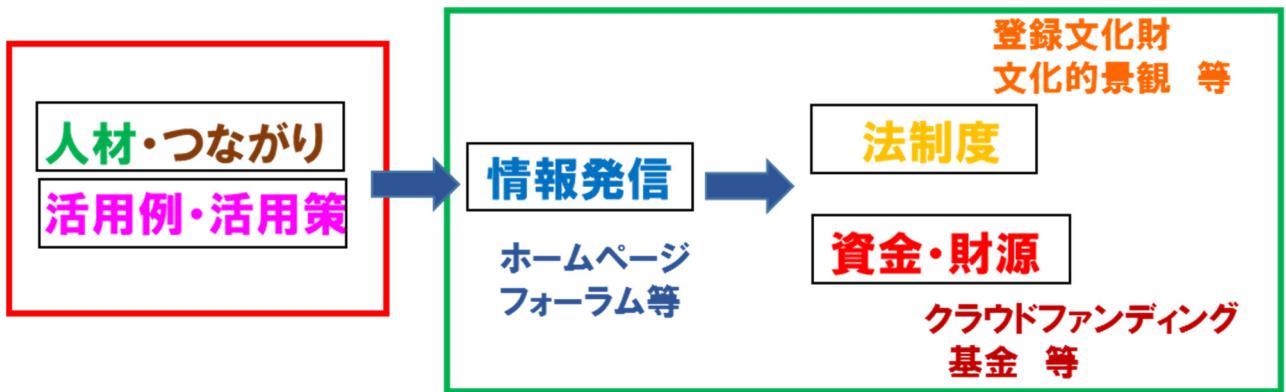 人材・つながり
活用例・活用策
情報発信
ホームページ
フォーラム等
登録文化財
文化的景観　等
法制度
資金・財源
クラウドファンディング
基金　等